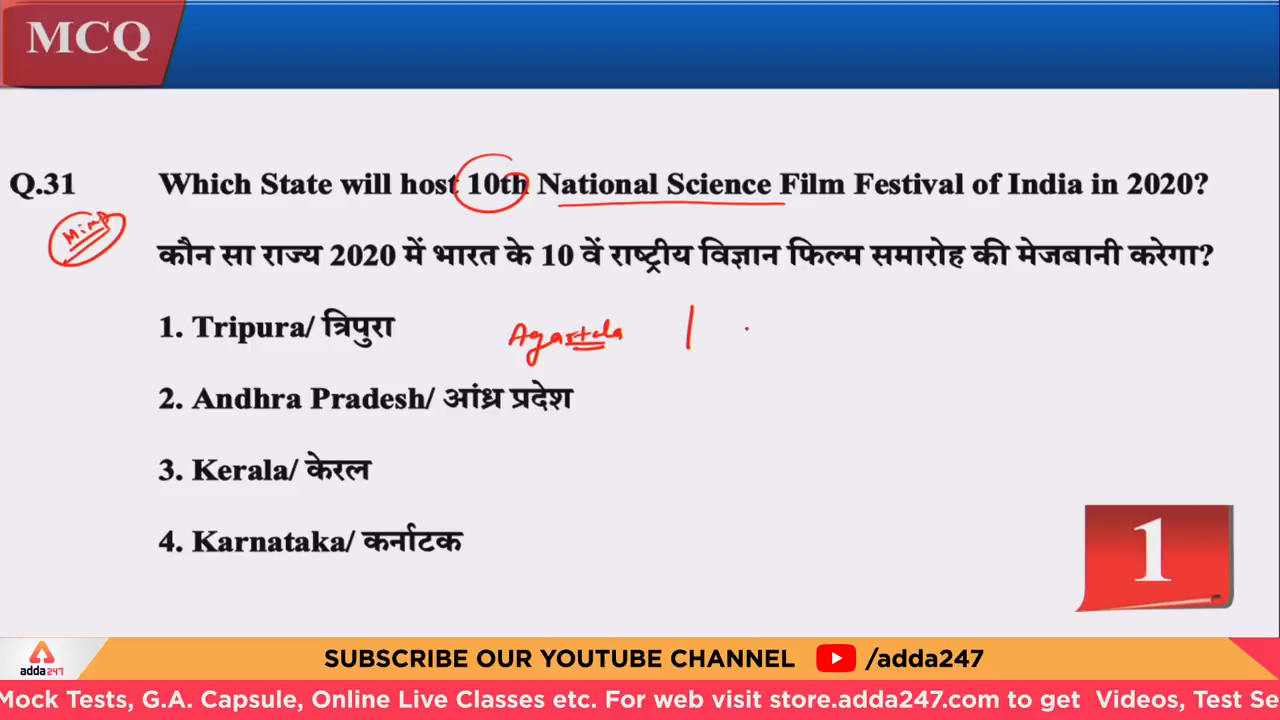 MCQ
Q.31 Which State will host 10th National Science Film Festival of India in 2020?
Mimp
कौन सा राज्य 2020 में भारत के 10 वें राष्ट्रीय विज्ञान फिल्म समारोह की मेजबानी करेगा?
1. Tripura/ त्रिपुरा
Agartala
2. Andhra Pradesh/ आंध्र प्रदेश
3. Kerala/ केरल
4. Karnataka/ कर्नाटक
1
adda247
SUBSCRIBE OUR YOUTUBE CHANNEL /adda247
Mock Tests, G.A. Capsule, Online Live Classes etc. For web visit store.adda247.com to get Videos, Test Se